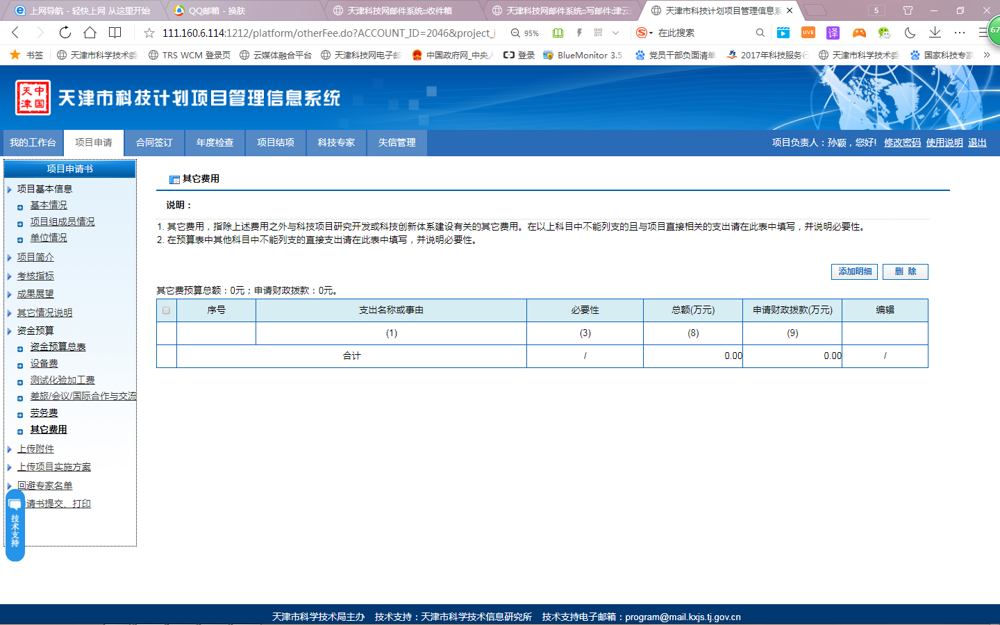 上网导航 - 轻快上网 从这里开始
QQ邮箱 - 换肤
天津科技网邮件系统::收件箱
天津科技网邮件系统::写邮件:津云
天津市科技计划项目管理信息系
5
111.160.6.114:1212/platform/otherFee.do?ACCOUNT_ID=2046&project_i
95%
在此搜索
LIVE
译
67
书签
天津市科学技术委
TRS WCM 登录页
云媒体融合平台
天津科技网电子邮
中国政府网_中央人
登录
BlueMonitor 3.5
党员干部负面清单
2017年科技服务行
天津市科学技术委
国家科技专家
中国天津
天津市科技计划项目管理信息系统
我的工作台
项目申请
合同签订
年度检查
项目结项
科技专家
失信管理
项目负责人：孙颖，您好! 修改密码 使用说明 退出
项目申请书
项目基本信息
基本情况
项目组成员情况
单位情况
项目简介
考核指标
成果展望
其它情况说明
资金预算
资金预算总表
设备费
测试化验加工费
差旅/会议/国际合作与交流
劳务费
其它费用
上传附件
上传项目实施方案
回避专家名单
请书提交、打印
技术支持
其它费用
说明：
1. 其它费用，指除上述费用之外与科技项目研究开发或科技创新体系建设有关的其它费用。在以上科目中不能列支的且与项目直接相关的支出请在此表中填写，并说明必要性。
2. 在预算表中其他科目中不能列支的直接支出请在此表中填写，并说明必要性。
添加明细 删 除
其它费预算总额：0元；申请财政拨款：0元。
序号 支出名称或事由 必要性 总额(万元) 申请财政拨款(万元) 编辑
(1) (3) (8) (9)
合计 / 0.00 0.00 /
天津市科学技术局主办 技术支持：天津市科学技术信息研究所 技术支持电子邮箱：program@mail.kxjs.tj.gov.cn